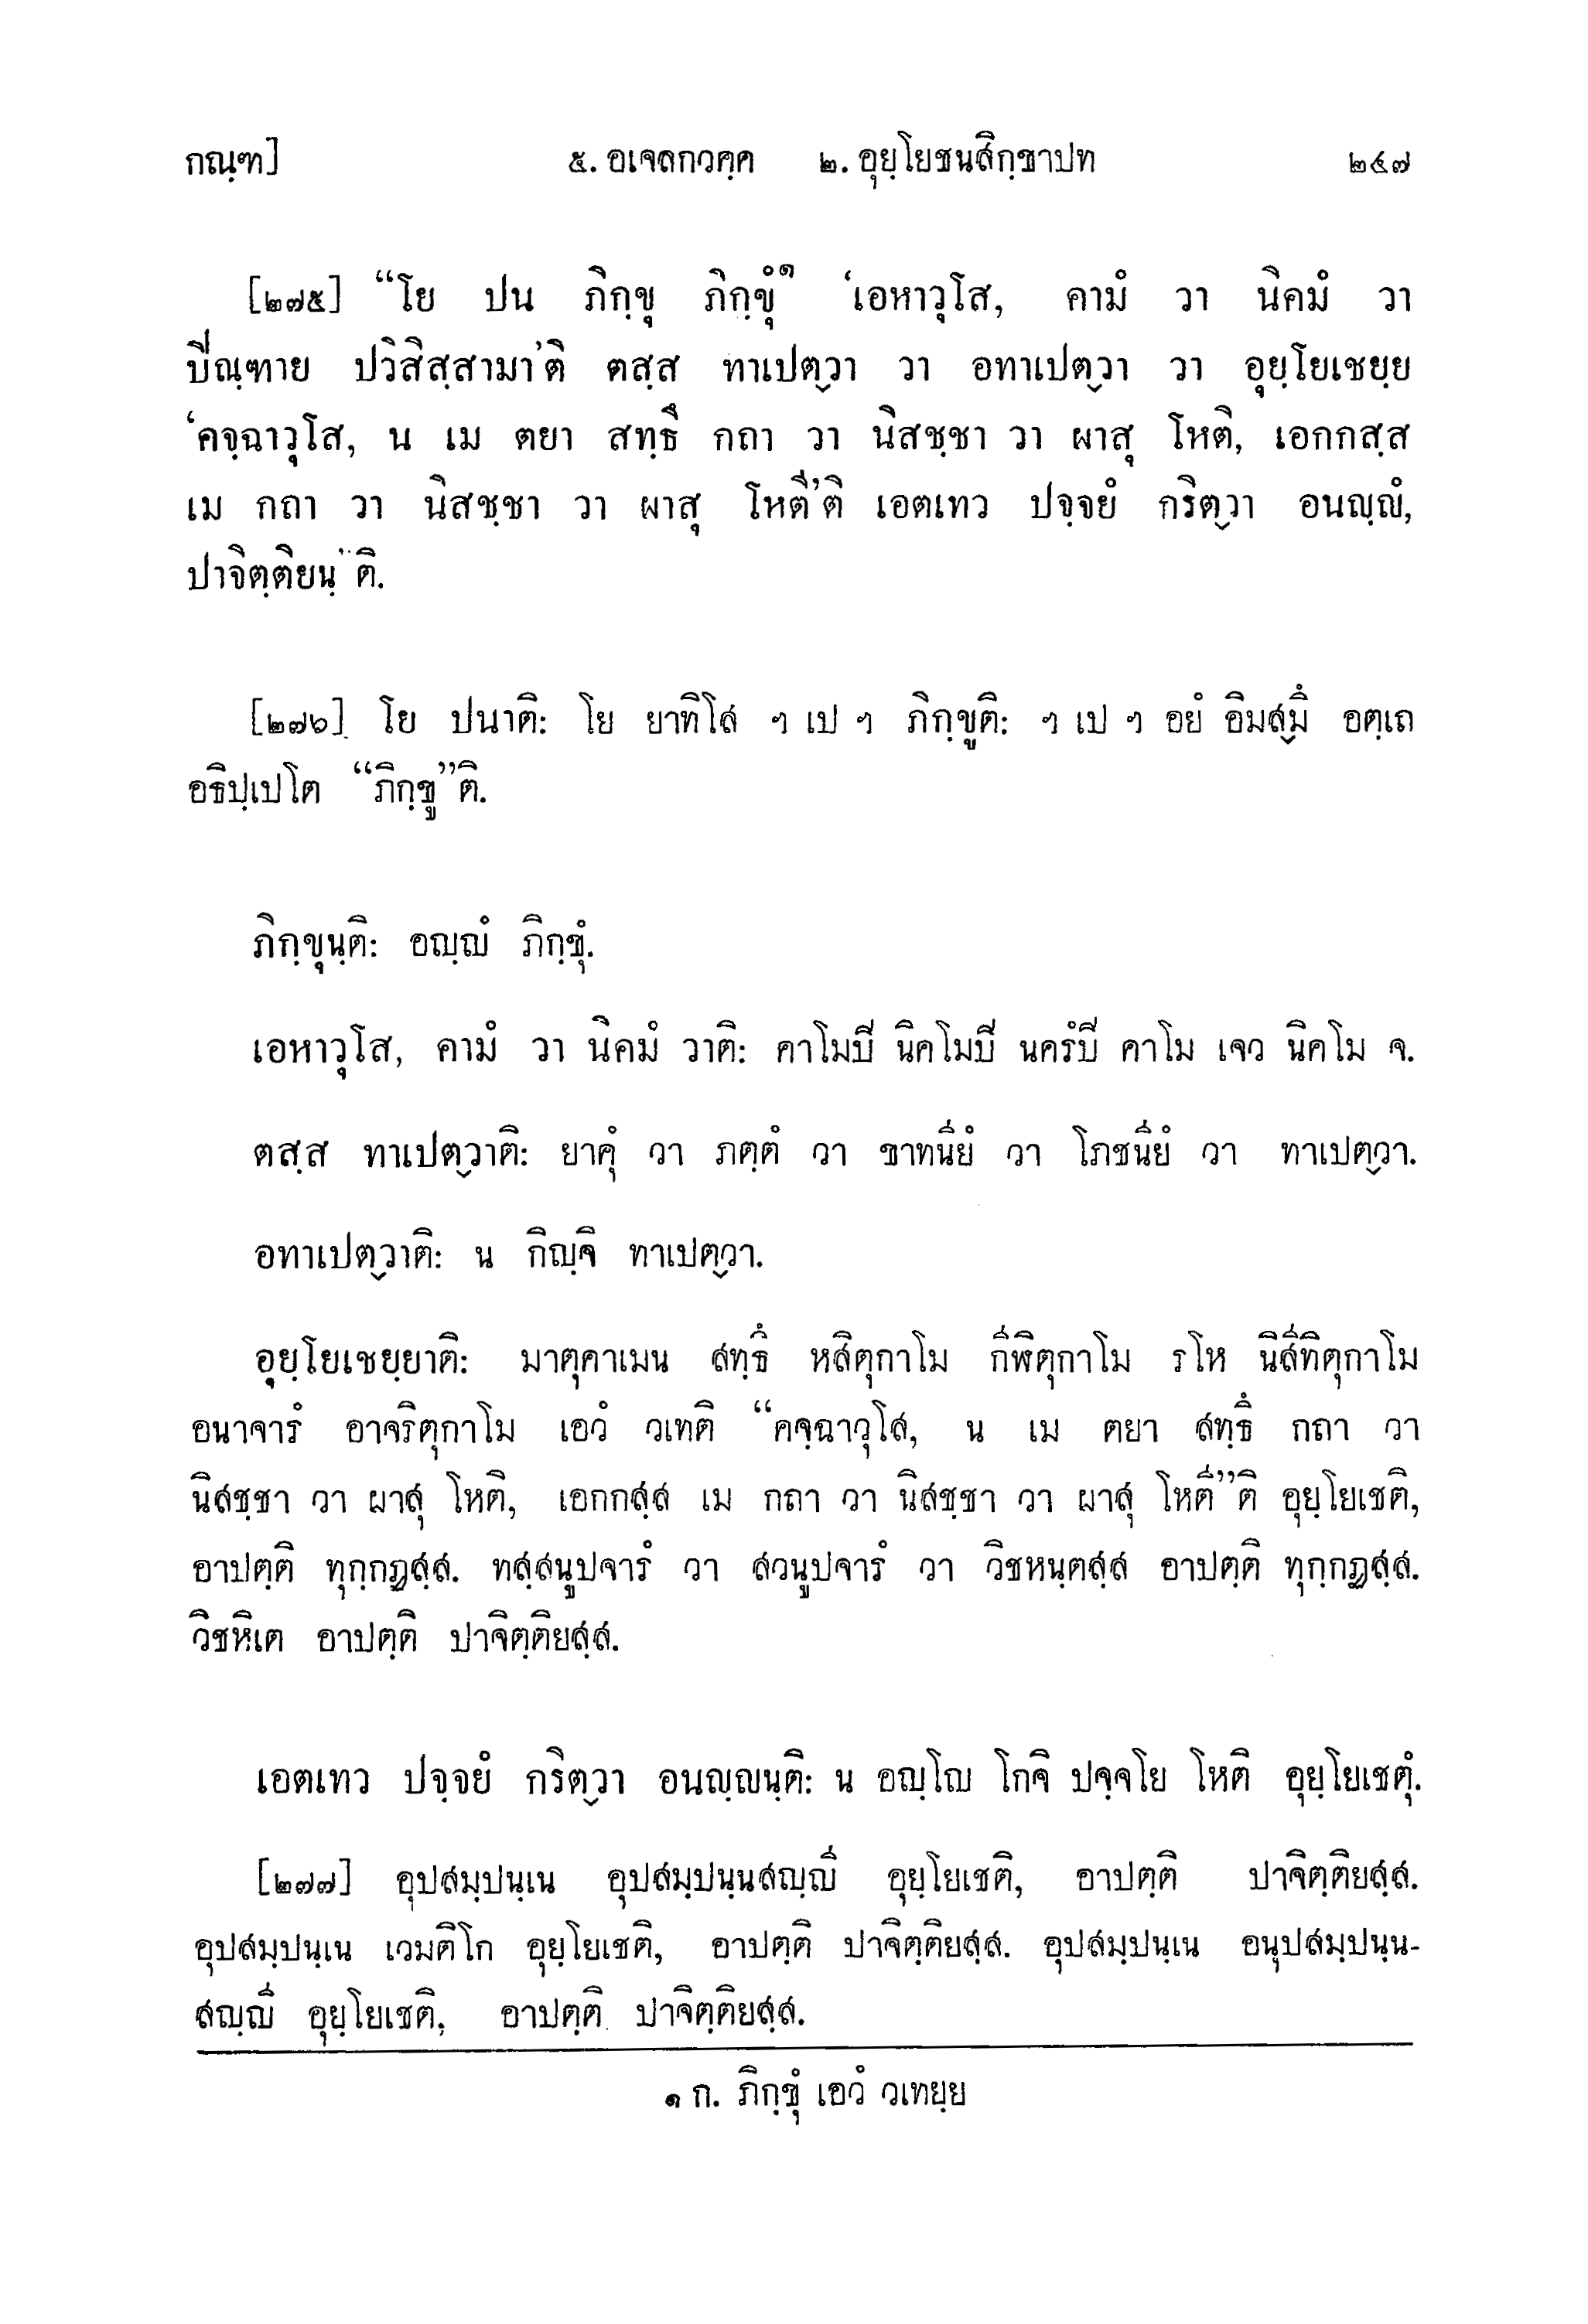 กณฺฑ] ๕. อเจลกวคฺค ๒. อุยฺโยชนสิกฺขาปท ๒๔๗
[๒๗๕] “โย ปน ภิกฺขุ ภิกฺขุํ๑ ‘เอหาวุโส, คามํ วา นิคมํ วา
ปิณฺฑาย ปวิสิสฺสามา’ติ ตสฺส ทาเปตฺวา วา อทาเปตฺวา วา อุยฺโยเชยฺย
‘คจฺฉาวุโส, น เม ตยา สทฺธึ กถา วา นิสชฺชา วา ผาสุ โหติ, เอกกสฺส
เม กถา วา นิสชฺชา วา ผาสุ โหตี’ติ เอตเทว ปจฺจยํ กริตฺวา อนญฺญํ,
ปาจิตฺติยนฺ”ติ.
[๒๗๖] โย ปนาติ: โย ยาทิโส ฯ เป ฯ ภิกฺขูติ: ฯ เป ฯ อยํ อิมสฺมึ อตฺเถ
อธิปฺเปโต “ภิกฺขู”ติ.
ภิกฺขุนฺติ: อญฺญํ ภิกฺขุํ.
เอหาวุโส, คามํ วา นิคมํ วาติ: คาโมปิ นิคโมปิ นครํปิ คาโม เจว นิคโม จ.
ตสฺส ทาเปตฺวาติ: ยาคุํ วา ภตฺตํ วา ขาทนียํ วา โภชนียํ วา ทาเปตฺวา.
อทาเปตฺวาติ: น กิญฺจิ ทาเปตฺวา.
อุยฺโยเชยฺยาติ: มาตุคาเมน สทฺธึ หสิตุกาโม กีฬิตุกาโม รโห นิสีทิตุกาโม
อนาจารํ อาจริตุกาโม เอวํ วเทติ “คจฺฉาวุโส, น เม ตยา สทฺธึ กถา วา
นิสชฺชา วา ผาสุ โหติ, เอกกสฺส เม กถา วา นิสชฺชา วา ผาสุ โหตี”ติ อุยฺโยเชติ,
อาปตฺติ ทุกฺกฏสฺส. ทสฺสนูปจารํ วา สวนูปจารํ วา วิชหนฺตสฺส อาปตฺติ ทุกฺกฏสฺส.
วิชหิเต อาปตฺติ ปาจิตฺติยสฺส.
เอตเทว ปจฺจยํ กริตฺวา อนญฺญนฺติ: น อญฺโญ โกจิ ปจฺจโย โหติ อุยฺโยเชตุํ.
[๒๗๗] อุปสมฺปนฺเน อุปสมฺปนฺนสญฺญี อุยฺโยเชติ, อาปตฺติ ปาจิตฺติยสฺส.
อุปสมฺปนฺเน เวมติโก อุยฺโยเชติ, อาปตฺติ ปาจิตฺติยสฺส. อุปสมฺปนฺเน อนุปสมฺปนฺน-
สญฺญี อุยฺโยเชติ, อาปตฺติ ปาจิตฺติยสฺส.
๑ ก. ภิกฺขุํ เอวํ วเทยฺย